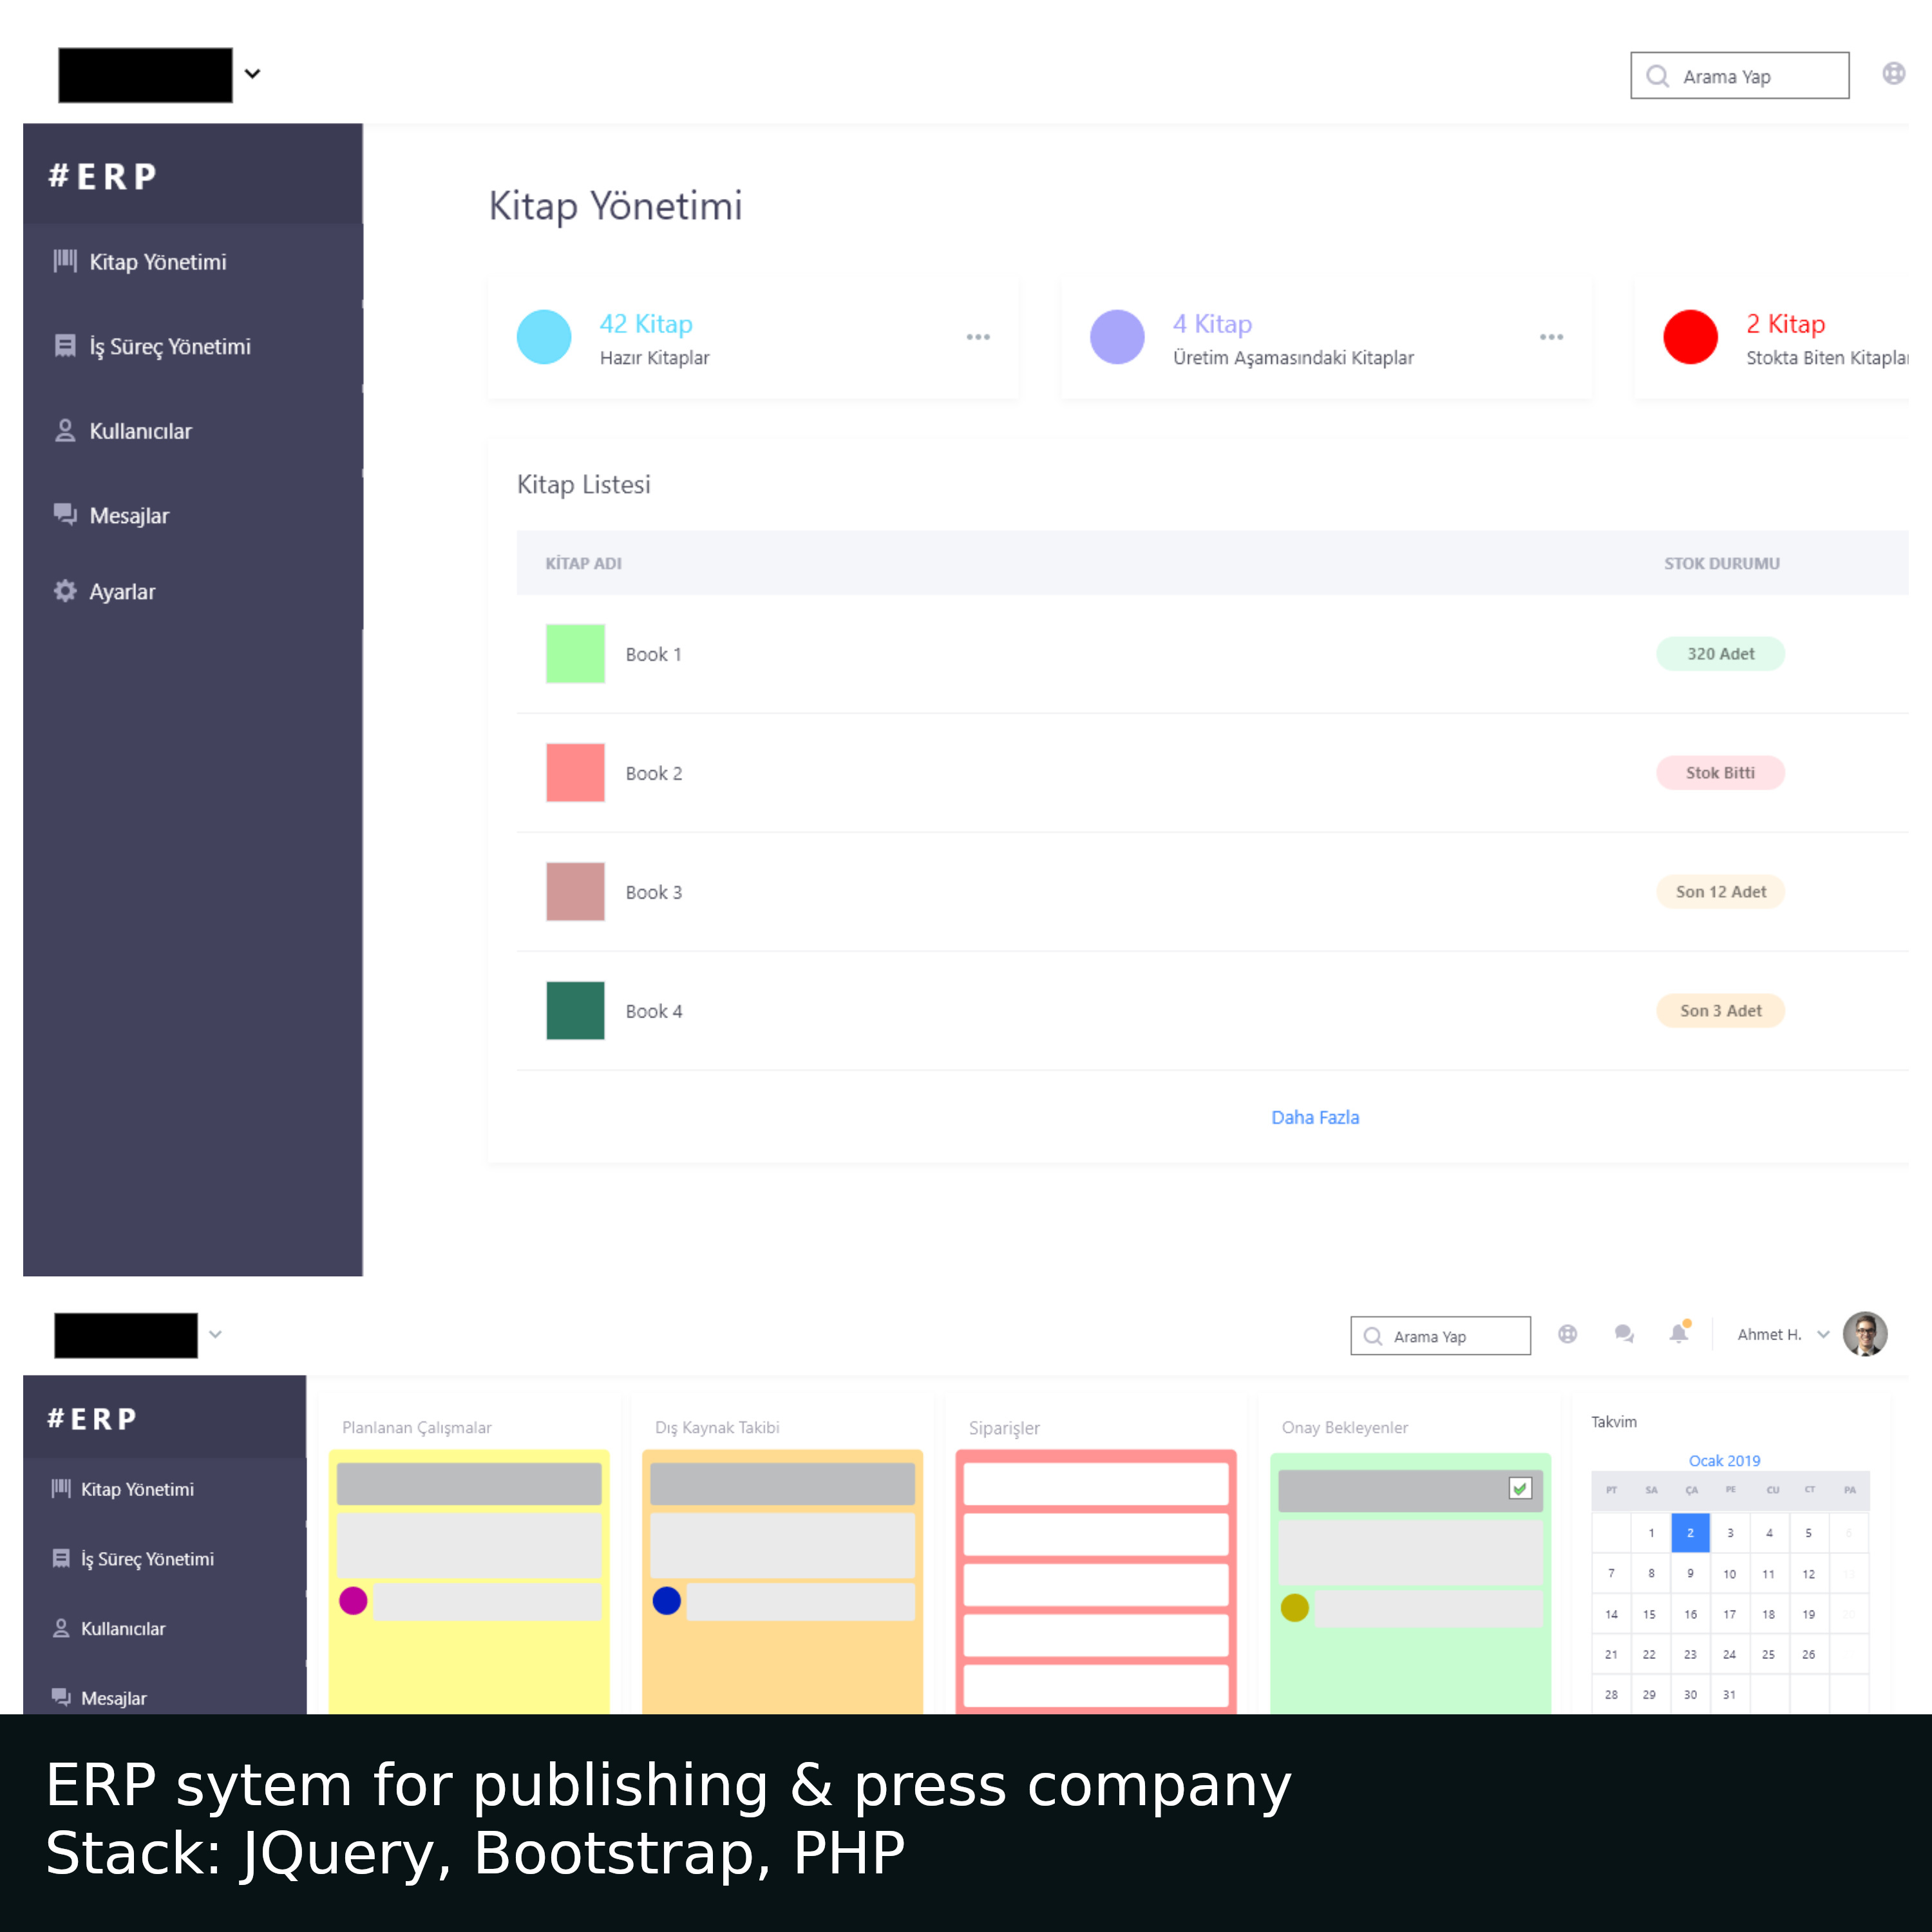 Arama Yap
#ERP
Kitap Yönetimi
İş Süreç Yönetimi
Kullanıcılar
Mesajlar
Ayarlar
Kitap Yönetimi
42 Kitap
Hazır Kitaplar
4 Kitap
Üretim Aşamasındaki Kitaplar
2 Kitap
Stokta Biten Kitaplar
Kitap Listesi
KİTAP ADI STOK DURUMU
Book 1 320 Adet
Book 2 Stok Bitti
Book 3 Son 12 Adet
Book 4 Son 3 Adet
Daha Fazla
Arama Yap Ahmet H.
#ERP
Kitap Yönetimi
İş Süreç Yönetimi
Kullanıcılar
Mesajlar
Planlanan Çalışmalar
Dış Kaynak Takibi
Siparişler
Onay Bekleyenler
Takvim
Ocak 2019
PT SA ÇA PE CU CT PA
1 2 3 4 5 6
7 8 9 10 11 12
14 15 16 17 18 19 20
21 22 23 24 25 26
28 29 30 31
ERP sytem for publishing & press company
Stack: JQuery, Bootstrap, PHP